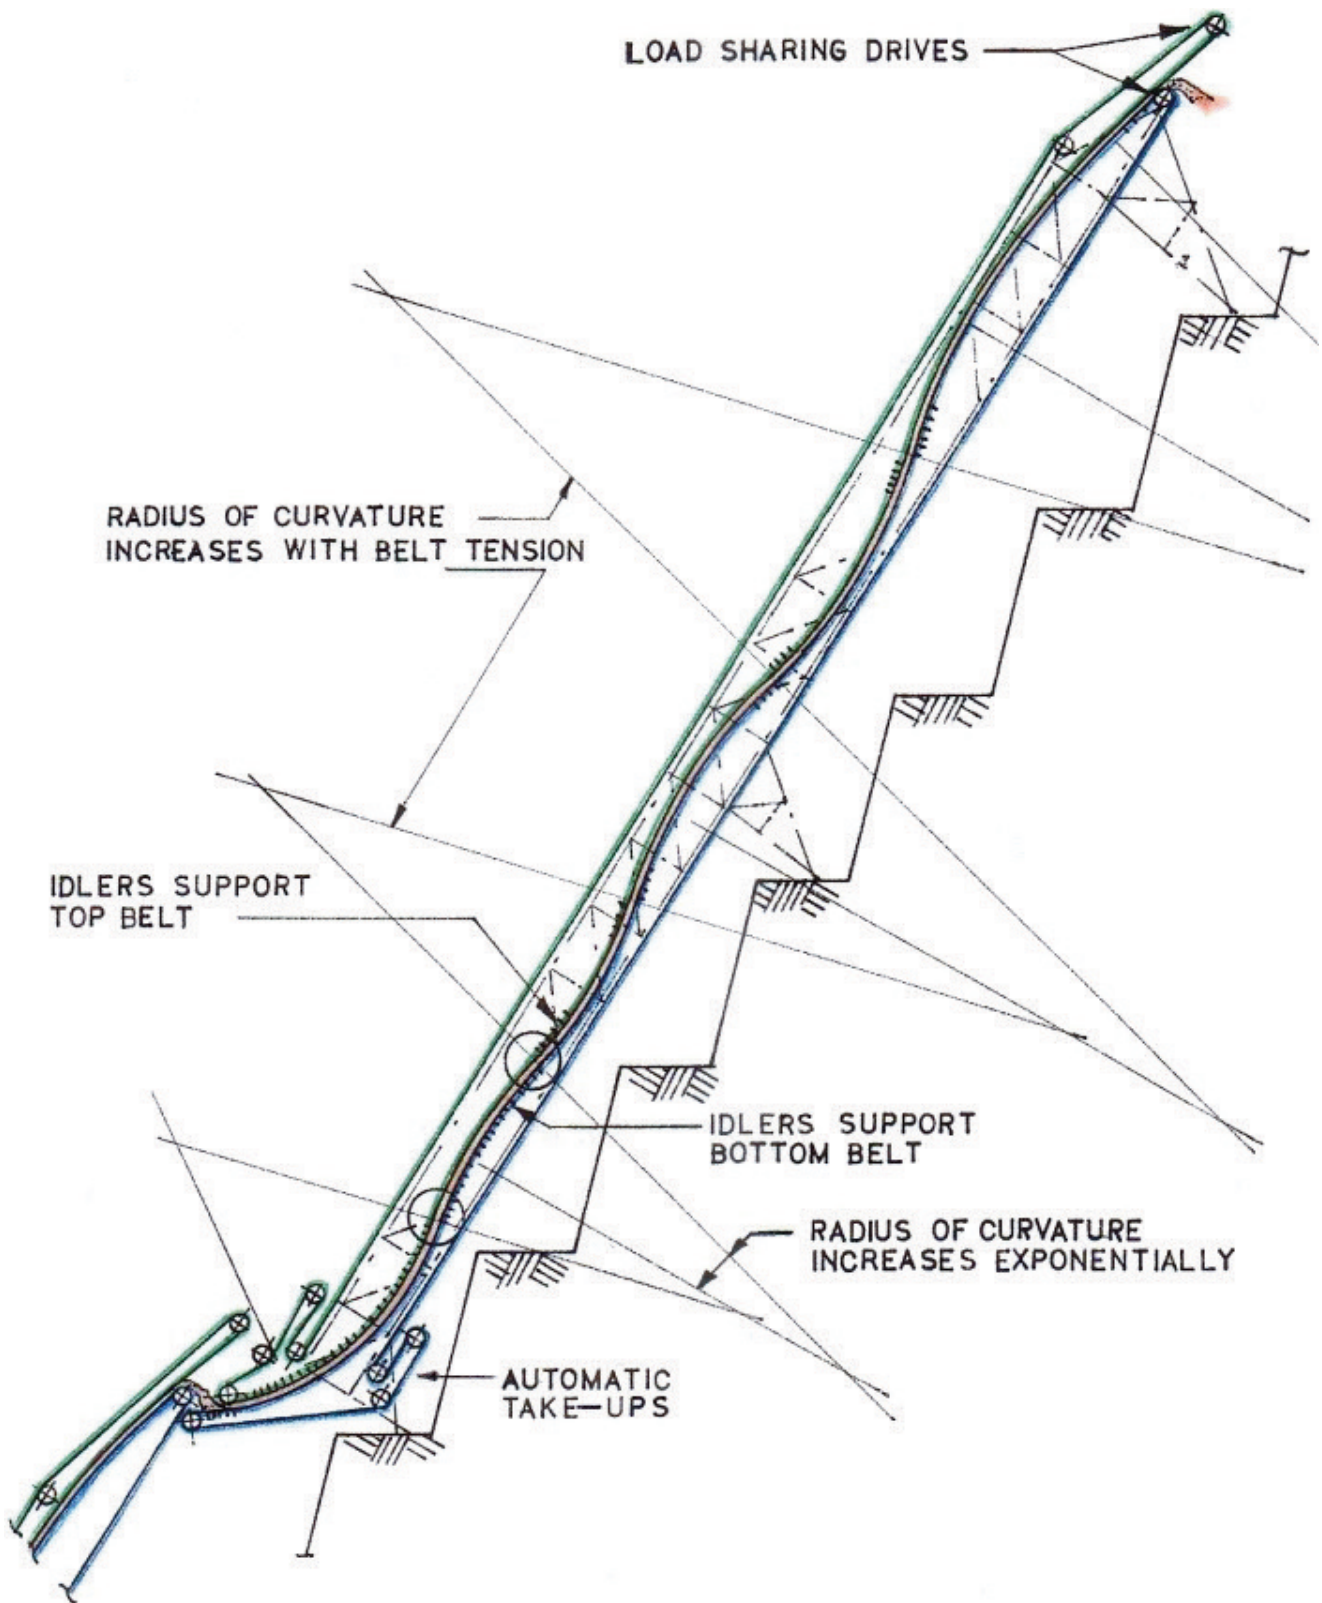 LOAD SHARING DRIVES
RADIUS OF CURVATURE
INCREASES WITH BELT TENSION
IDLERS SUPPORT
TOP BELT
IDLERS SUPPORT
BOTTOM BELT
RADIUS OF CURVATURE
INCREASES EXPONENTIALLY
AUTOMATIC
TAKE-UPS